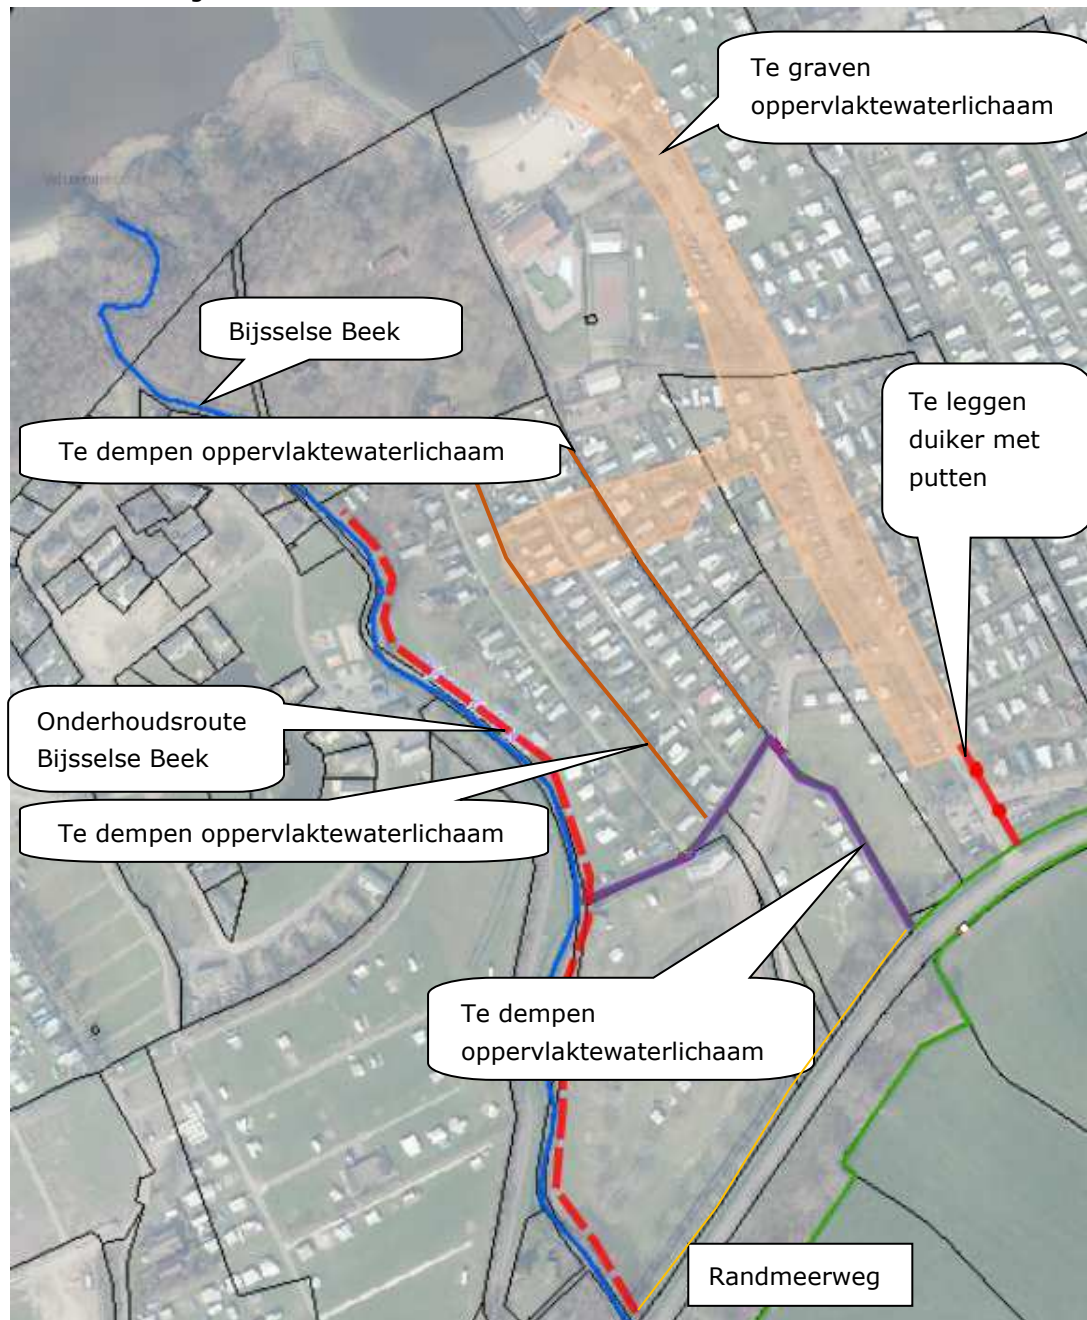 Te graven
oppervlaktewaterlichaam
Bijsselse Beek
Te leggen
duiker met
putten
Te dempen oppervlaktewaterlichaam
Onderhoudsroute
Bijsselse Beek
Te dempen oppervlaktewaterlichaam
Te dempen
oppervlaktewaterlichaam
Randmeerweg